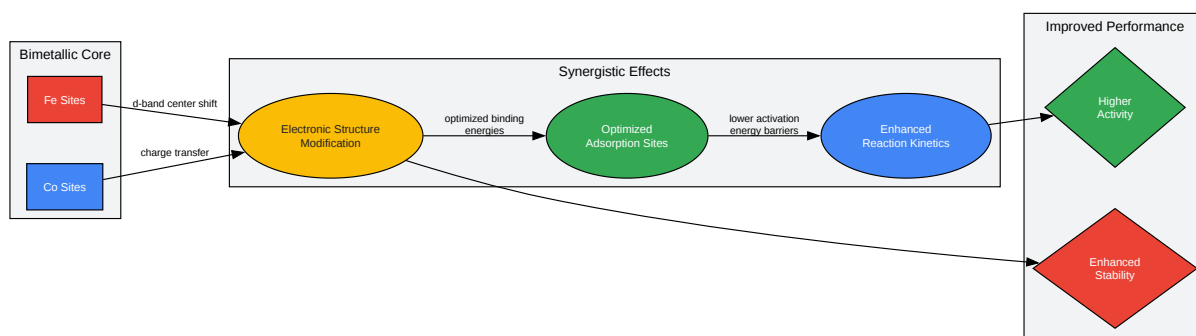 Bimetallic Core
Fe Sites
Co Sites
d-band center shift
charge transfer
Synergistic Effects
Electronic Structure
Modification
optimized binding
energies
Optimized
Adsorption Sites
lower activation
energy barriers
Enhanced
Reaction Kinetics
Improved Performance
Higher
Activity
Enhanced
Stability